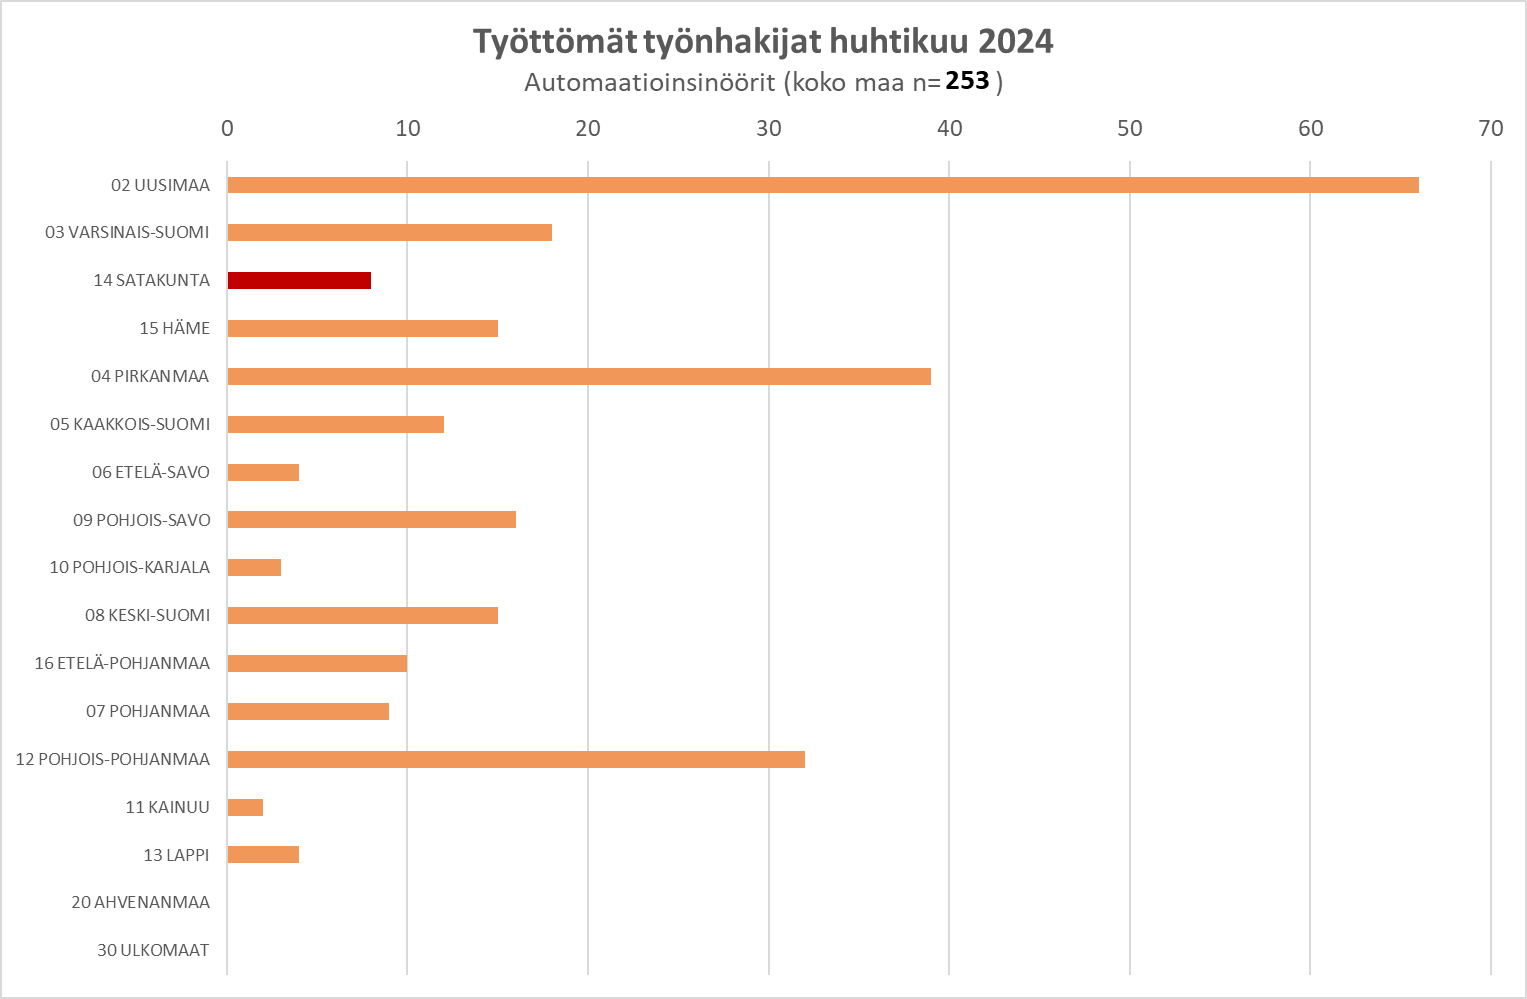 Työttömät työnhakijat huhtikuu 2024
Automaatioinsinöörit (koko maa n= 253 )
0 10 20 30 40 50 60 70
02 UUSIMAA
03 VARSINAIS-SUOMI
14 SATAKUNTA
15 HÄME
04 PIRKANMAA
05 KAAKKOIS-SUOMI
06 ETELÄ-SAVO
09 POHJOIS-SAVO
10 POHJOIS-KARJALA
08 KESKI-SUOMI
16 ETELÄ-POHJANMAA
07 POHJANMAA
12 POHJOIS-POHJANMAA
11 KAINUU
13 LAPPI
20 AHVENANMAA
30 ULKOMAAT